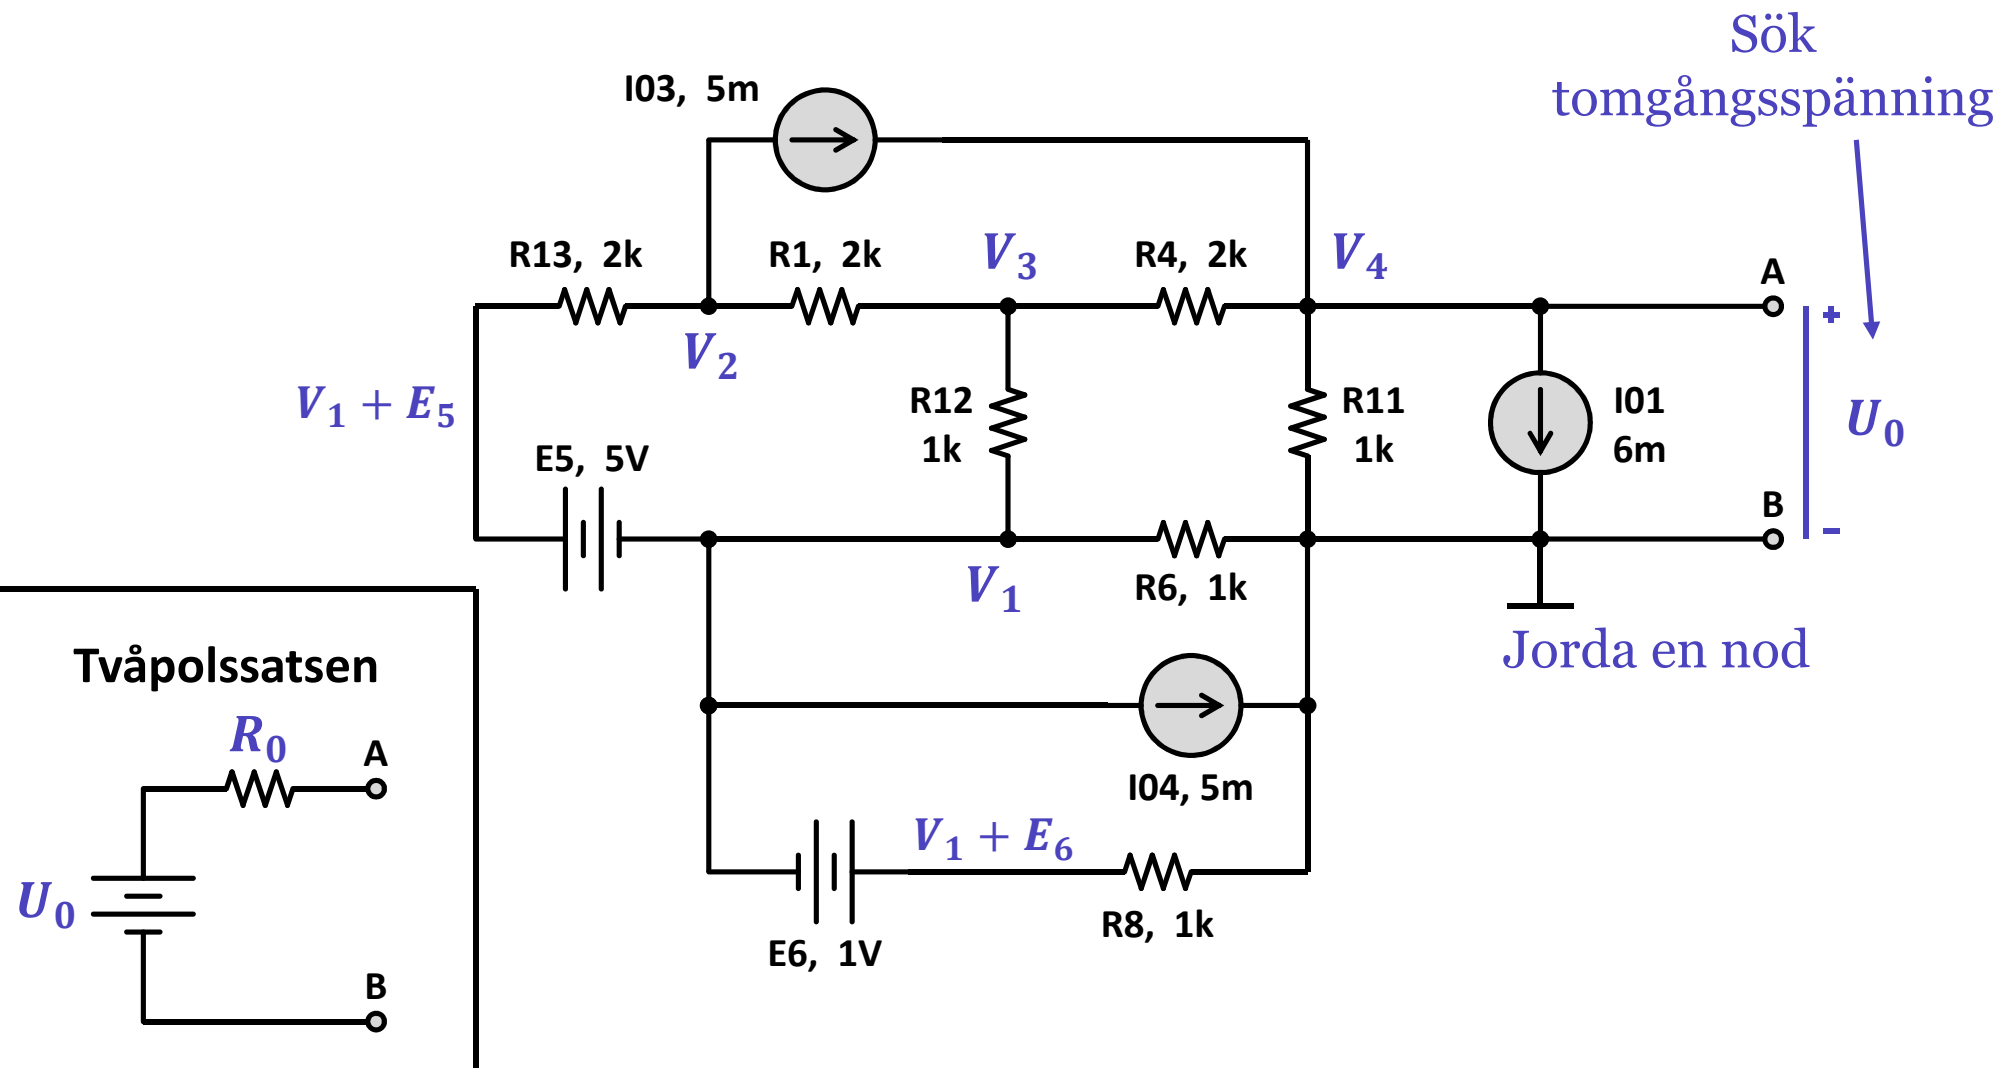 Sök
tomgångsspänning
I03, 5m
R13, 2k
R1, 2k
V₃
R4, 2k
V₄
A
V₂
V₁ + E₅
R12
1k
R11
1k
I01
6m
+
U₀
−
E5, 5V
B
V₁
R6, 1k
Jorda en nod
Tvåpolssatsen
R₀
A
U₀
B
I04, 5m
V₁ + E₆
R8, 1k
E6, 1V